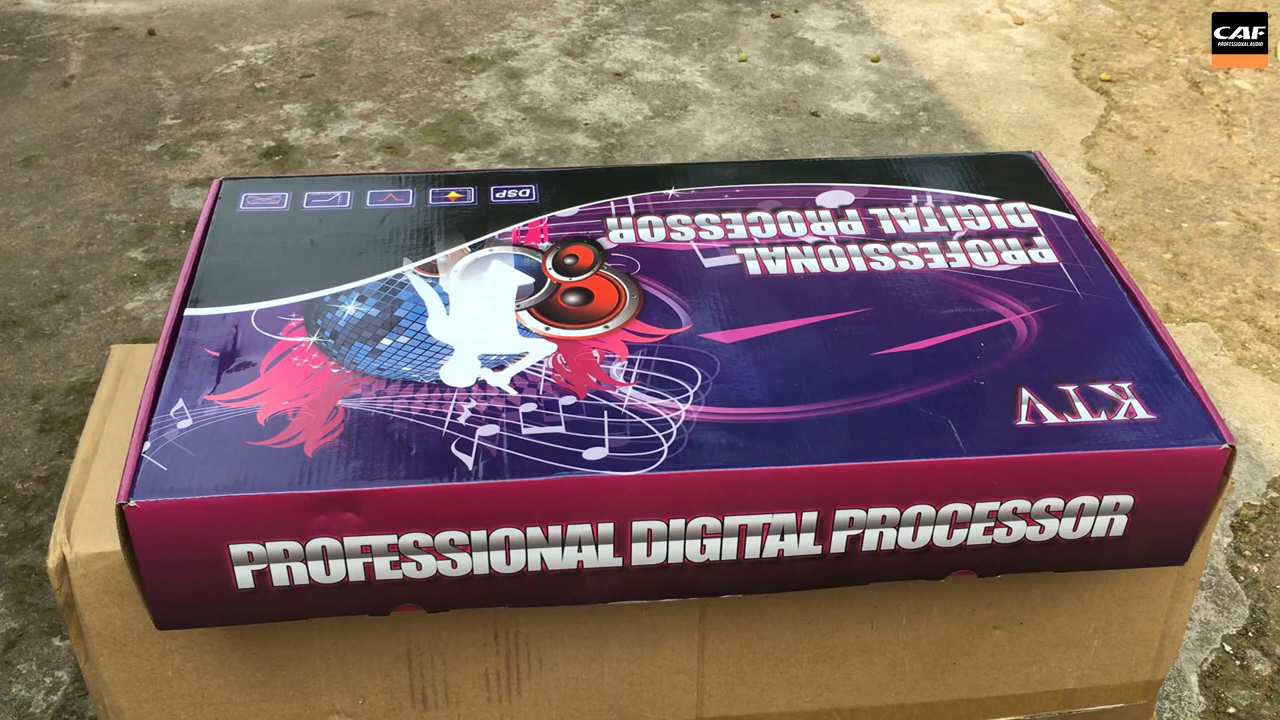 CAF
PROFESSIONAL AUDIO
DSP
PROFESSIONAL
DIGITAL PROCESSOR
KTV
PROFESSIONAL DIGITAL PROCESSOR